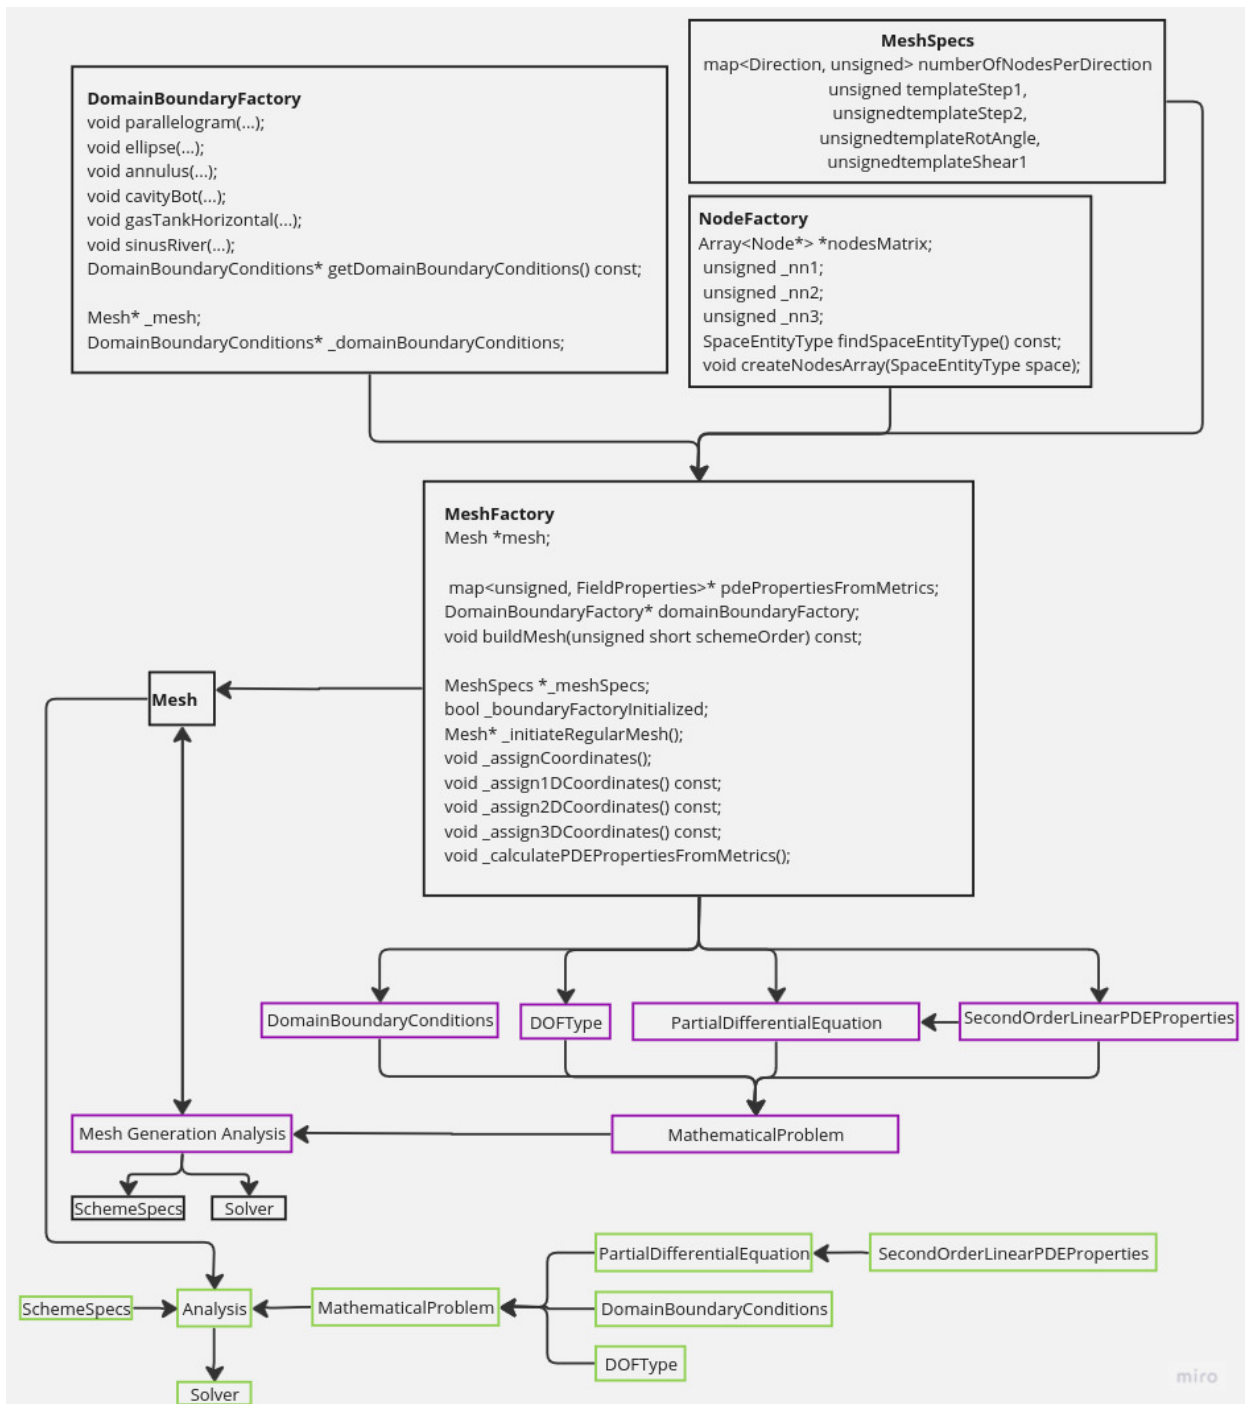 MeshSpecs
map<Direction, unsigned> numberOfNodesPerDirection
unsigned templateStep1,
unsignedtemplateStep2,
unsignedtemplateRotAngle,
unsignedtemplateShear1
DomainBoundaryFactory
void parallelogram(...);
void ellipse(...);
void annulus(...);
void cavityBot(...);
void gasTankHorizontal(...);
void sinusRiver(...);
DomainBoundaryConditions* getDomainBoundaryConditions() const;
Mesh* _mesh;
DomainBoundaryConditions* _domainBoundaryConditions;
NodeFactory
Array<Node*> *nodesMatrix;
unsigned _nn1;
unsigned _nn2;
unsigned _nn3;
SpaceEntityType findSpaceEntityType() const;
void createNodesArray(SpaceEntityType space);
MeshFactory
Mesh *mesh;
map<unsigned, FieldProperties>* pdePropertiesFromMetrics;
DomainBoundaryFactory* domainBoundaryFactory;
void buildMesh(unsigned short schemeOrder) const;
MeshSpecs *_meshSpecs;
bool _boundaryFactoryInitialized;
Mesh* _initiateRegularMesh();
void _assignCoordinates();
void _assign1DCoordinates() const;
void _assign2DCoordinates() const;
void _assign3DCoordinates() const;
void _calculatePDEPropertiesFromMetrics();
Mesh
DomainBoundaryConditions
DOFType
PartialDifferentialEquation
SecondOrderLinearPDEProperties
Mesh Generation Analysis
MathematicalProblem
SchemeSpecs
Solver
PartialDifferentialEquation
SecondOrderLinearPDEProperties
SchemeSpecs
Analysis
MathematicalProblem
DomainBoundaryConditions
DOFType
Solver
miro